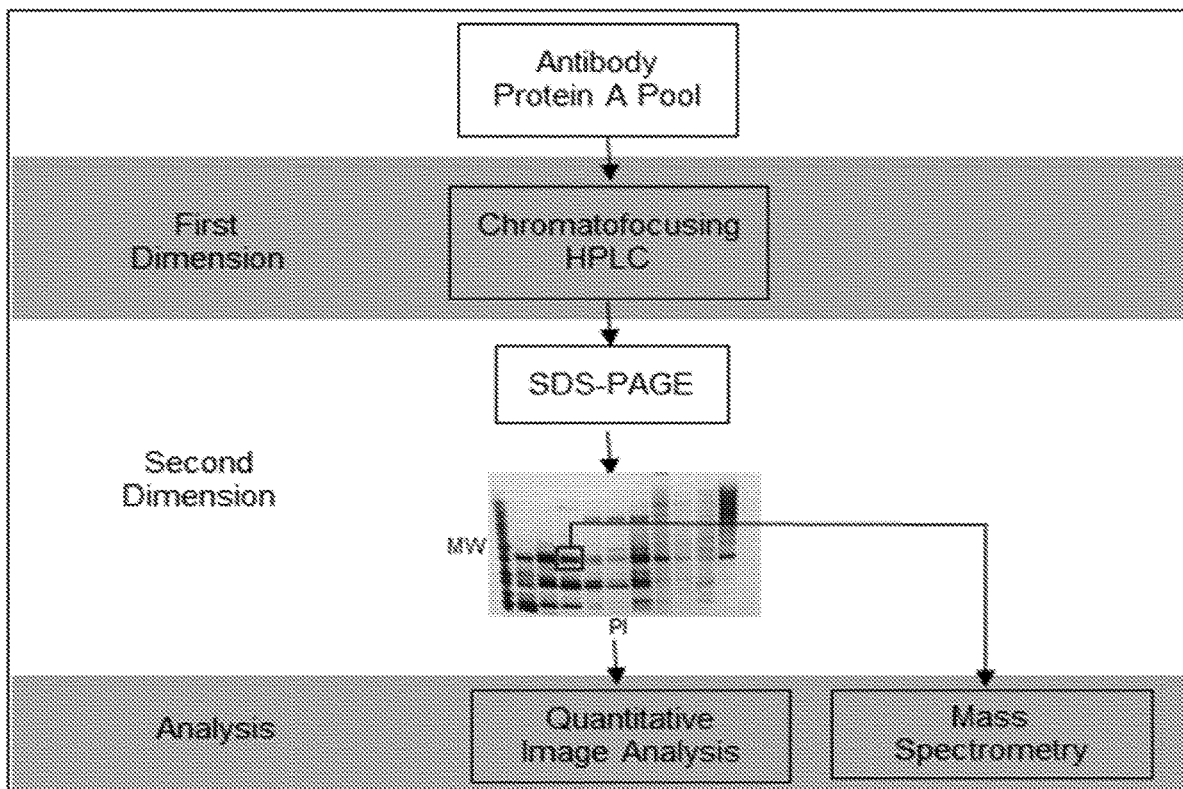 Antibody
Protein A Pool
First
Dimension
Chromatofocusing
HPLC
SDS-PAGE
Second
Dimension
MW
PI
Analysis
Quantitative
Image Analysis
Mass
Spectrometry